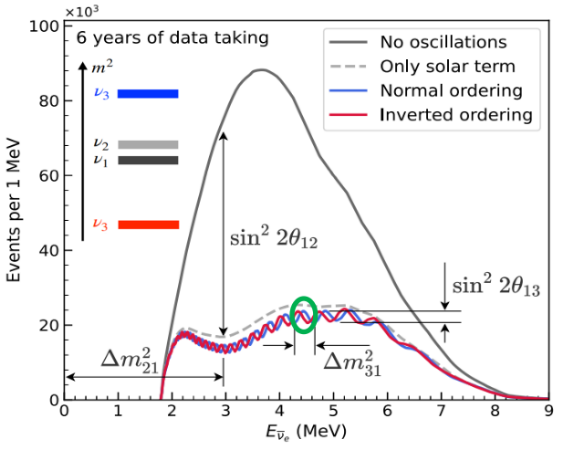 ×10³
6 years of data taking
m²
ν₃
ν₂
ν₁
ν₃
No oscillations
Only solar term
Normal ordering
Inverted ordering
sin² 2θ₁₂
sin² 2θ₁₃
Δm²₂₁
Δm²₃₁
Events per 1 MeV
100
80
60
40
20
0
0 1 2 3 4 5 6 7 8 9
E_ν̅ₑ (MeV)